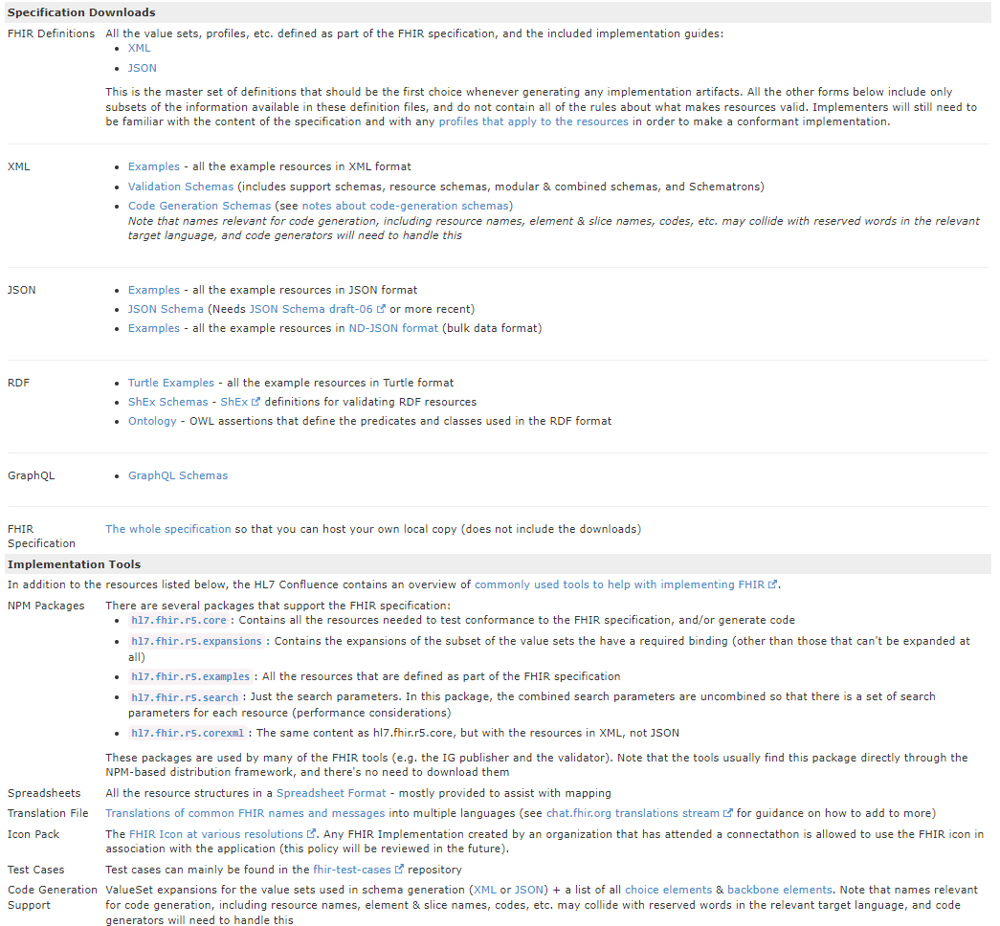 Specification Downloads
FHIR Definitions All the value sets, profiles, etc. defined as part of the FHIR specification, and the included implementation guides:
• XML
• JSON
This is the master set of definitions that should be the first choice whenever generating any implementation artifacts. All the other forms below include only
subsets of the information available in these definition files, and do not contain all of the rules about what makes resources valid. Implementers will still need to
be familiar with the content of the specification and with any profiles that apply to the resources in order to make a conformant implementation.
XML • Examples - all the example resources in XML format
• Validation Schemas (includes support schemas, resource schemas, modular & combined schemas, and Schematrons)
• Code Generation Schemas (see notes about code-generation schemas)
Note that names relevant for code generation, including resource names, element & slice names, codes, etc. may collide with reserved words in the relevant
target language, and code generators will need to handle this
JSON • Examples - all the example resources in JSON format
• JSON Schema (Needs JSON Schema draft-06 or more recent)
• Examples - all the example resources in ND-JSON format (bulk data format)
RDF • Turtle Examples - all the example resources in Turtle format
• ShEx Schemas - ShEx definitions for validating RDF resources
• Ontology - OWL assertions that define the predicates and classes used in the RDF format
GraphQL • GraphQL Schemas
FHIR The whole specification so that you can host your own local copy (does not include the downloads)
Specification
Implementation Tools
In addition to the resources listed below, the HL7 Confluence contains an overview of commonly used tools to help with implementing FHIR.
NPM Packages There are several packages that support the FHIR specification:
• hl7.fhir.r5.core : Contains all the resources needed to test conformance to the FHIR specification, and/or generate code
• hl7.fhir.r5.expansions : Contains the expansions of the subset of the value sets the have a required binding (other than those that can't be expanded at
all)
• hl7.fhir.r5.examples : All the resources that are defined as part of the FHIR specification
• hl7.fhir.r5.search : Just the search parameters. In this package, the combined search parameters are uncombined so that there is a set of search
parameters for each resource (performance considerations)
• hl7.fhir.r5.corexml : The same content as hl7.fhir.r5.core, but with the resources in XML, not JSON
These packages are used by many of the FHIR tools (e.g. the IG publisher and the validator). Note that the tools usually find this package directly through the
NPM-based distribution framework, and there's no need to download them
Spreadsheets All the resource structures in a Spreadsheet Format - mostly provided to assist with mapping
Translation File Translations of common FHIR names and messages into multiple languages (see chat.fhir.org translations stream for guidance on how to add to more)
Icon Pack The FHIR Icon at various resolutions. Any FHIR Implementation created by an organization that has attended a connectathon is allowed to use the FHIR icon in
association with the application (this policy will be reviewed in the future).
Test Cases Test cases can mainly be found in the fhir-test-cases repository
Code Generation ValueSet expansions for the value sets used in schema generation (XML or JSON) + a list of all choice elements & backbone elements. Note that names relevant
Support for code generation, including resource names, element & slice names, codes, etc. may collide with reserved words in the relevant target language, and code
generators will need to handle this